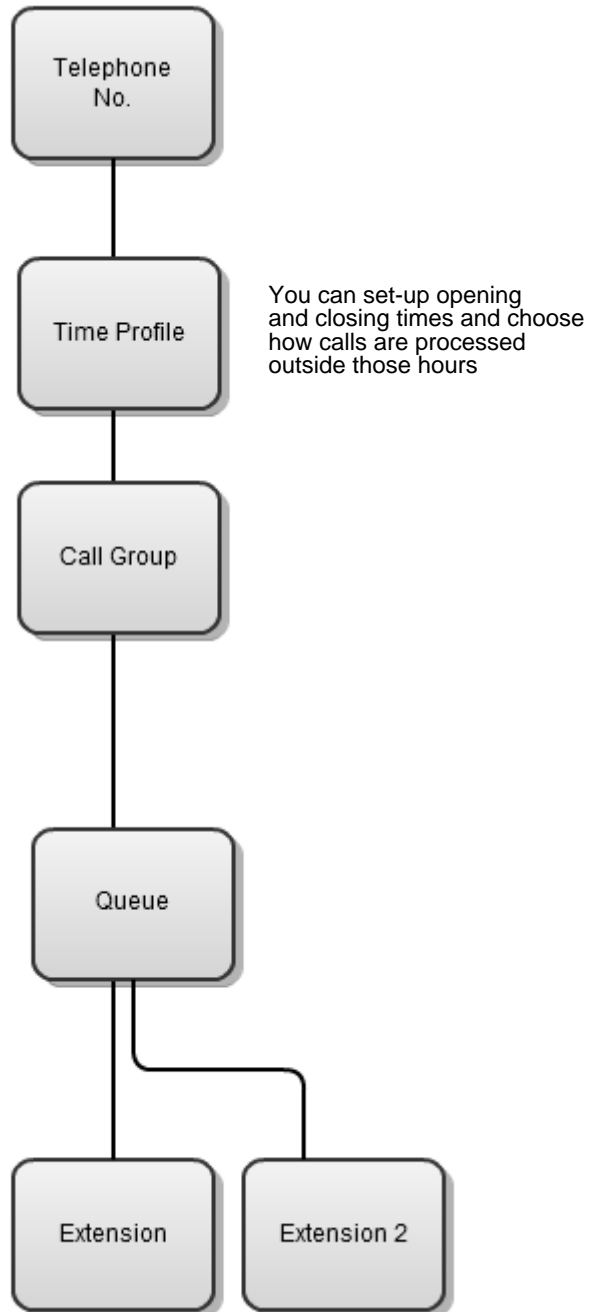 Telephone
No.
Time Profile
You can set-up opening
and closing times and choose
how calls are processed
outside those hours
Call Group
Queue
Extension
Extension 2